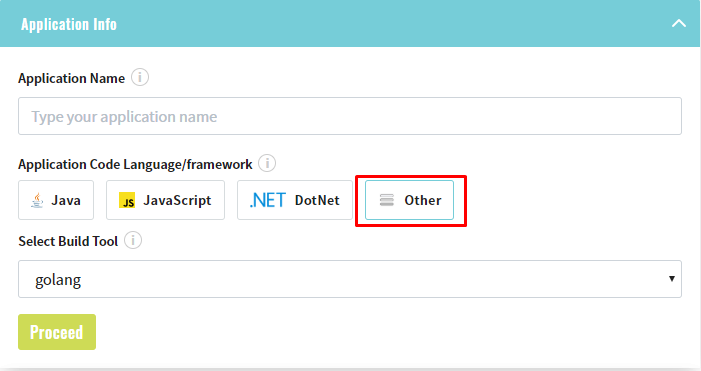 Application Info
Application Name
Type your application name
Application Code Language/framework
Java JS JavaScript .NET DotNet Other
Select Build Tool
golang
Proceed